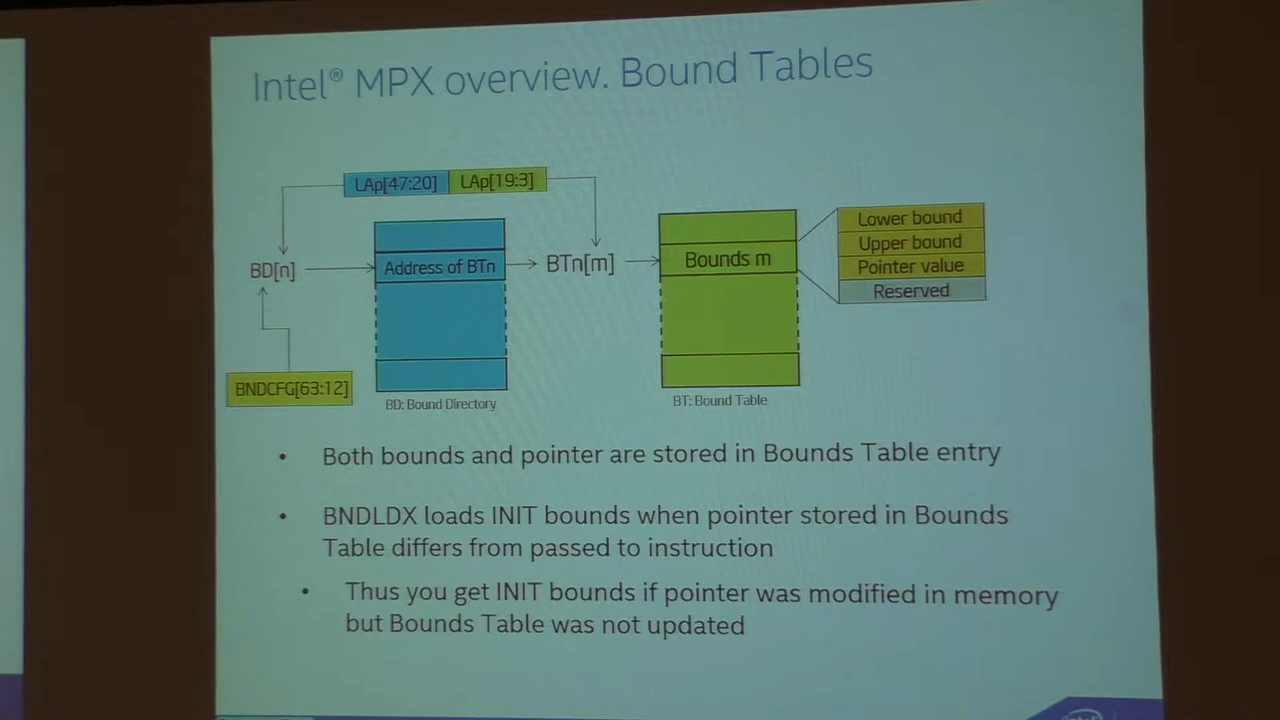 Intel® MPX overview. Bound Tables
LAp[47:20] LAp[19:3]
BD[n]
Address of BTn
BTn[m]
Bounds m
Lower bound
Upper bound
Pointer value
Reserved
BNDCFG[63:12]
BD: Bound Directory
BT: Bound Table
• Both bounds and pointer are stored in Bounds Table entry
• BNDLDX loads INIT bounds when pointer stored in Bounds
Table differs from passed to instruction
• Thus you get INIT bounds if pointer was modified in memory
but Bounds Table was not updated